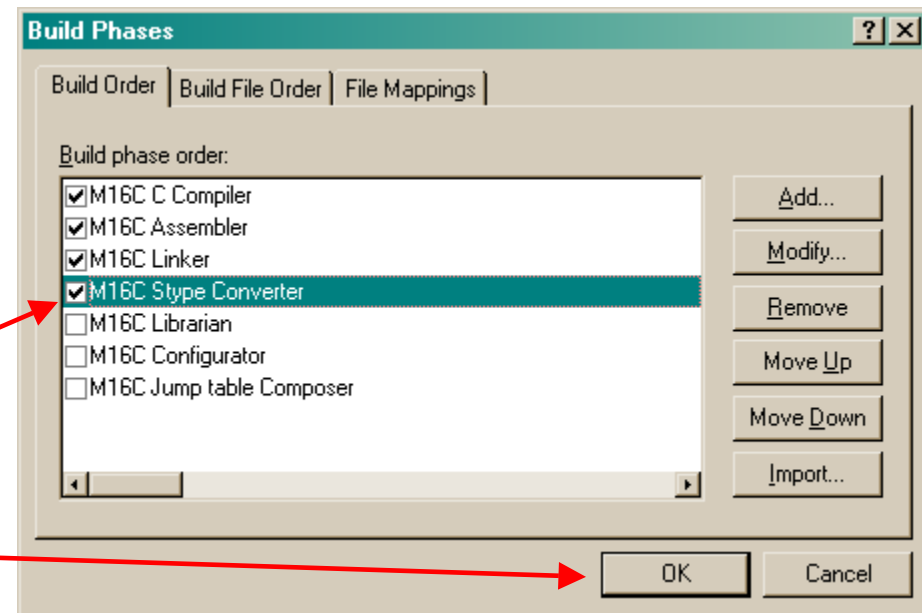 Build Phases
Build Order
Build File Order
File Mappings
Build phase order:
M16C C Compiler
M16C Assembler
M16C Linker
M16C Stype Converter
M16C Librarian
M16C Configurator
M16C Jump table Composer
Add...
Modify...
Remove
Move Up
Move Down
Import...
OK
Cancel